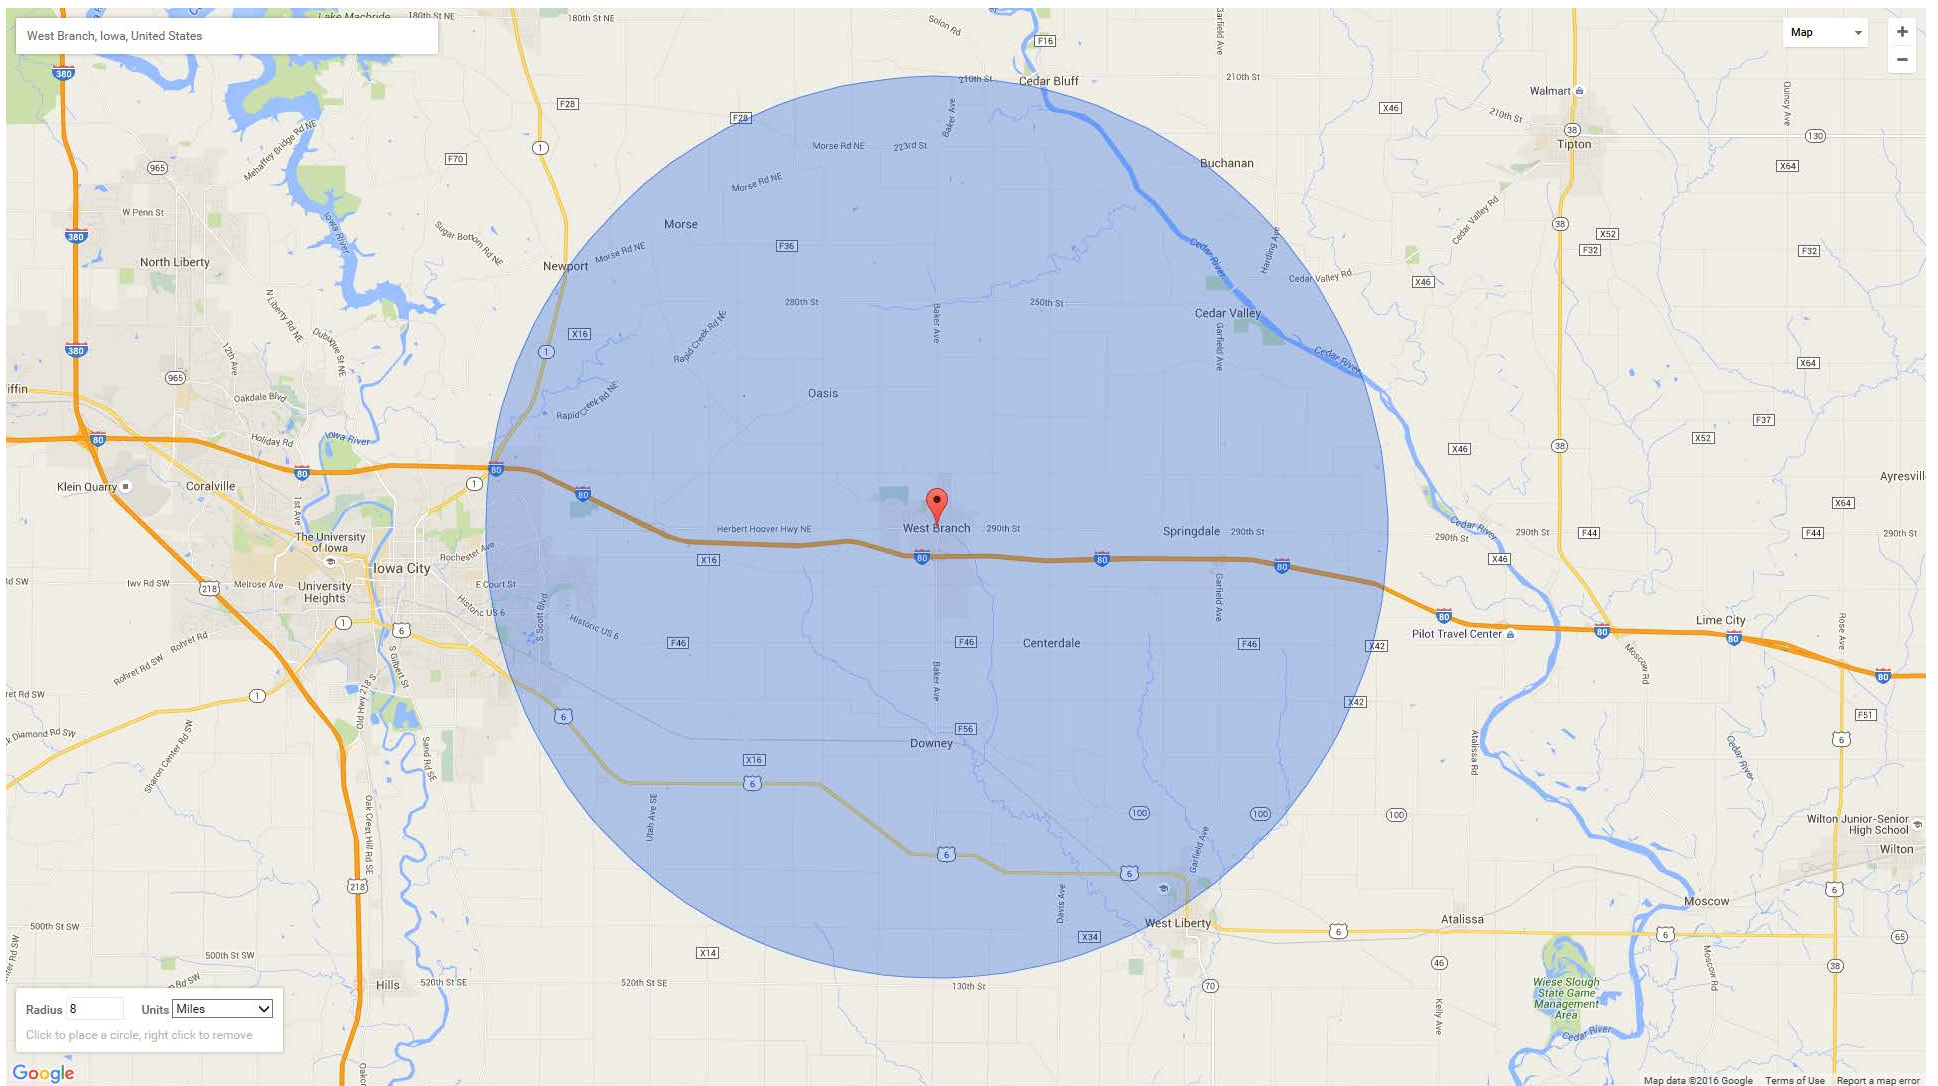 West Branch, Iowa, United States
Lake Macbride
180th St NE
180th St NE
Solon Rd
Garfield Ave
Map
+
−
380
F16
Cedar Bluff
210th St
210th St
Walmart
Quincy Ave
F28
F28
X46
210th St
38
130
Tipton
Mehaffey Bridge Rd NE
Baker Ave
1
Morse Rd NE
223rd St
965
F70
Buchanan
X64
Morse Rd NE
W Penn St
Iowa River
Sugar Bottom Rd NE
Morse
Cedar Valley Rd
38
X52
380
F36
Cedar River
Harding Ave
F32
F32
North Liberty
Newport
Morse Rd NE
Cedar Valley Rd
X46
N Liberty Rd NE
280th St
250th St
Cedar Valley
Baker Ave
Garfield Ave
Dubuque St NE
X16
Rapid Creek Rd NE
380
12th Ave
1
Cedar River
X64
965
iffin
Oakdale Blvd
Rapid Creek Rd NE
Oasis
F37
80
Holiday Rd
Iowa River
X52
38
X46
80
80
Klein Quarry
Coralville
1
80
Ayresvill
1st Ave
X64
The University
of Iowa
Herbert Hoover Hwy NE
West Branch
290th St
Springdale
290th St
Cedar River
290th St
F44
F44
290th St
Rochester Ave
Iowa City
X16
80
80
80
X46
ld SW
Iwv Rd SW
218
Melrose Ave
University
Heights
E Court St
Historic US 6
S Scott Blvd
Historic US 6
Garfield Ave
80
Pilot Travel Center
80
Lime City
80
Rose Ave
1
6
Rohret Rd
F46
F46
Centerdale
F46
X42
Moscow Rd
Rohret Rd SW
S Gilbert St
Baker Ave
80
ret Rd SW
1
Old Hwy 218 S
6
X42
F51
k Diamond Rd SW
Sharon Center Rd SW
Sand Rd SE
F56
Downey
Atalissa Rd
Cedar River
6
X16
6
Oak Crest Hill Rd SE
Utah Ave SE
100
100
100
Wilton Junior-Senior
High School
Wilton
6
6
Garfield Ave
218
Davis Ave
6
Moscow
500th St SW
West Liberty
Atalissa
6
6
65
X34
500th St SW
X14
46
38
Moscow Rd
Hills
520th St SE
520th St SE
130th St
70
Wiese Slough
State Game
Management
Area
Kelly Ave
Cedar River
Radius 8 Units Miles
Click to place a circle, right click to remove
Google
Map data ©2016 Google Terms of Use Report a map error